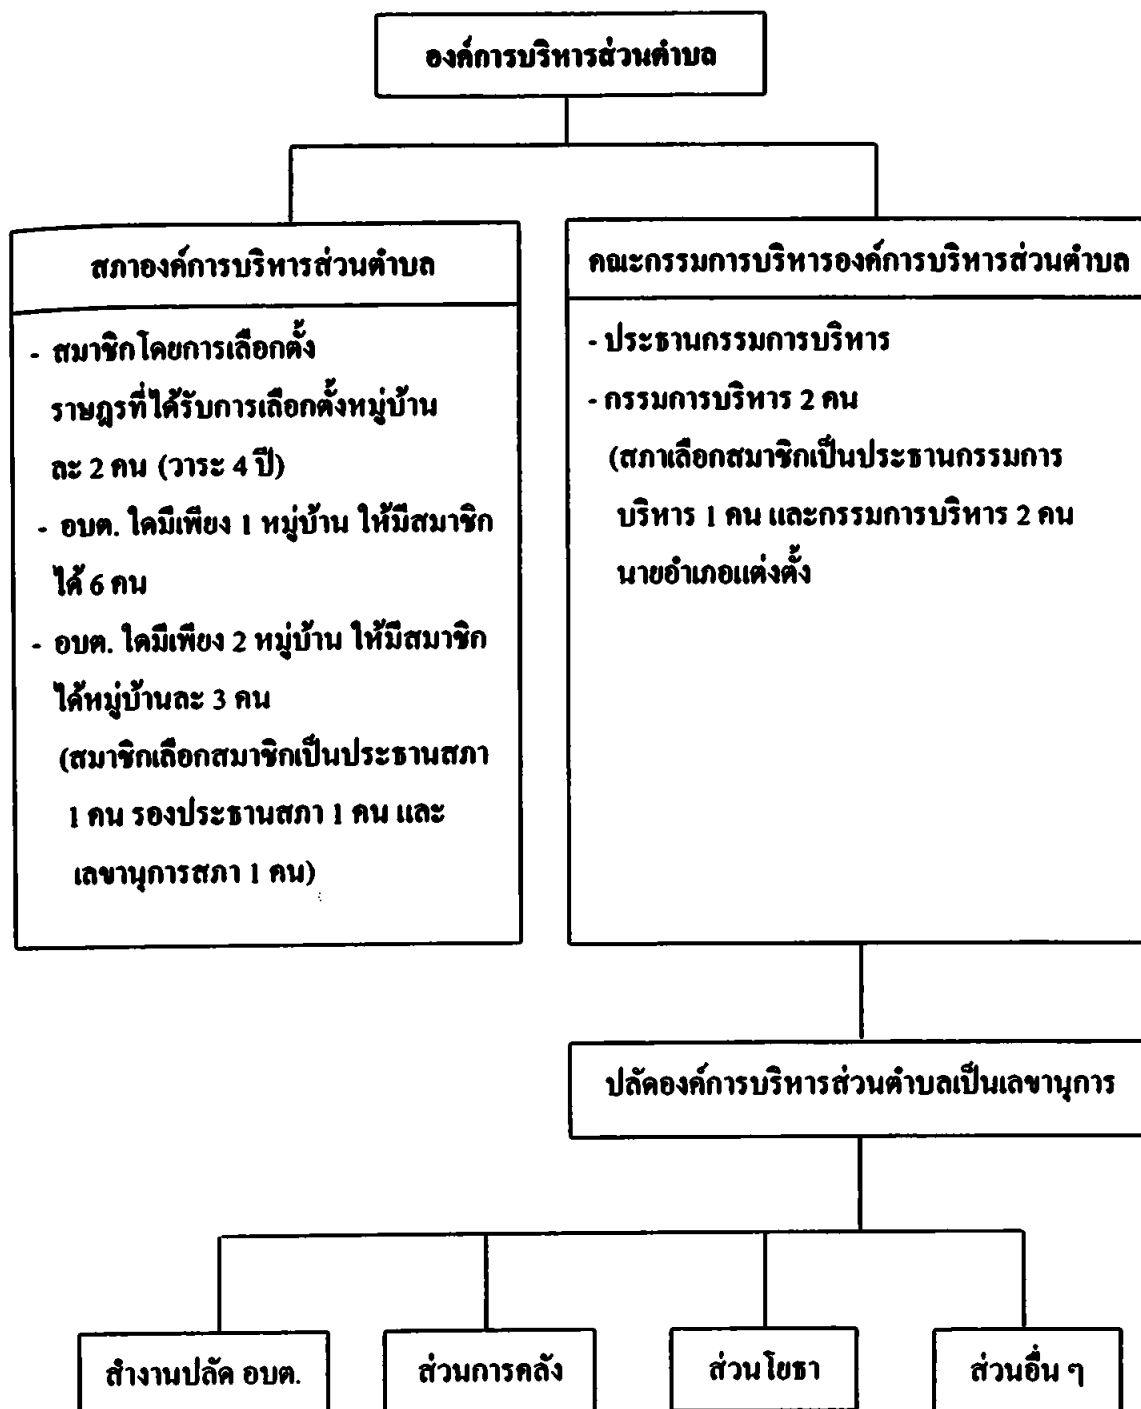 องค์การบริหารส่วนตำบล
สภาองค์การบริหารส่วนตำบล
- สมาชิกโดยการเลือกตั้ง
ราษฎรที่ได้รับการเลือกตั้งหมู่บ้าน
ละ 2 คน (วาระ 4 ปี)
- อบต. ใดมีเพียง 1 หมู่บ้าน ให้มีสมาชิก
ได้ 6 คน
- อบต. ใดมีเพียง 2 หมู่บ้าน ให้มีสมาชิก
ได้หมู่บ้านละ 3 คน
(สมาชิกเลือกสมาชิกเป็นประธานสภา
1 คน รองประธานสภา 1 คน และ
เลขานุการสภา 1 คน)
คณะกรรมการบริหารองค์การบริหารส่วนตำบล
- ประธานกรรมการบริหาร
- กรรมการบริหาร 2 คน
(สภาเลือกสมาชิกเป็นประธานกรรมการ
บริหาร 1 คน และกรรมการบริหาร 2 คน
นายอำเภอแต่งตั้ง
ปลัดองค์การบริหารส่วนตำบลเป็นเลขานุการ
สำงานปลัด อบต.
ส่วนการคลัง
ส่วนโยธา
ส่วนอื่น ๆ